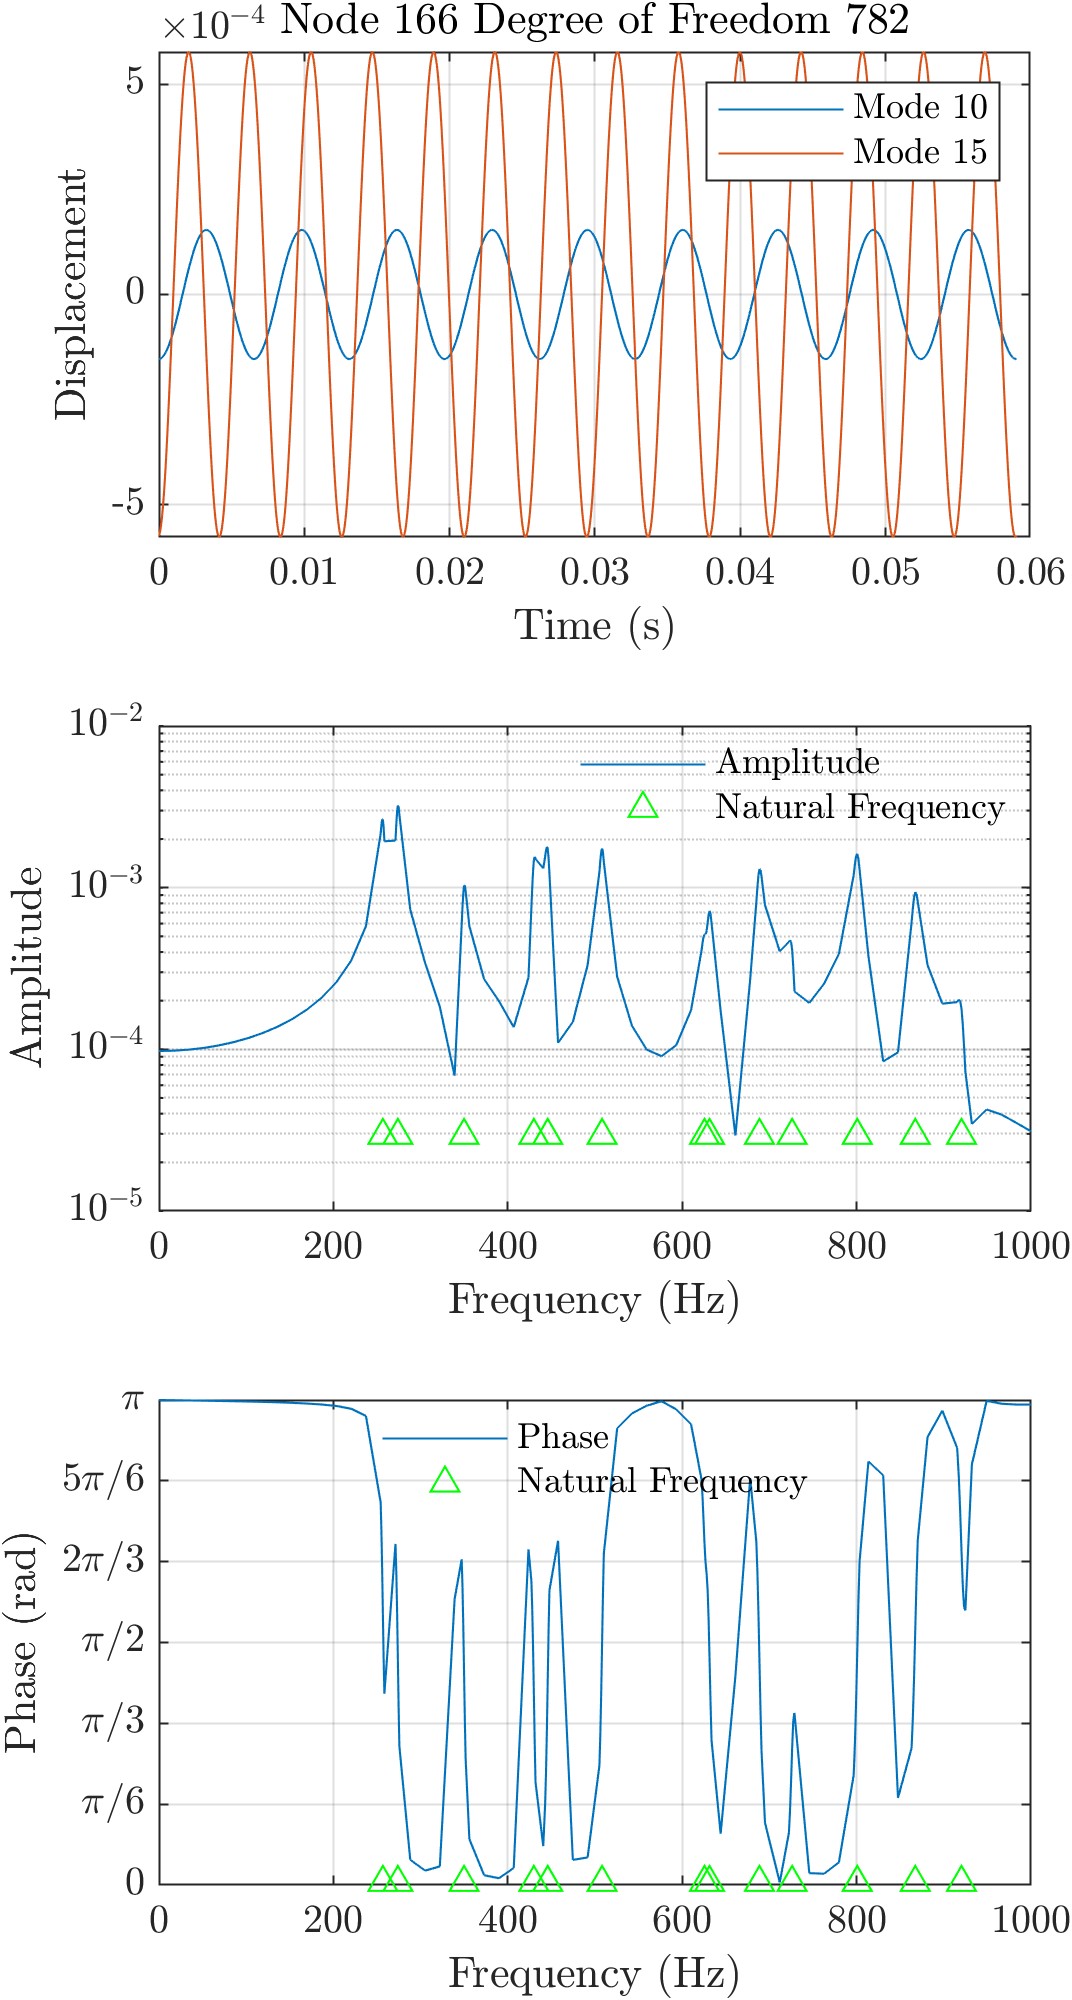 ×10⁻⁴ Node 166 Degree of Freedom 782
5
0
-5
Displacement
Mode 10
Mode 15
0 0.01 0.02 0.03 0.04 0.05 0.06
Time (s)
10⁻²
10⁻³
10⁻⁴
10⁻⁵
Amplitude
Amplitude
Natural Frequency
0 200 400 600 800 1000
Frequency (Hz)
π
5π/6
2π/3
π/2
π/3
π/6
0
Phase (rad)
Phase
Natural Frequency
0 200 400 600 800 1000
Frequency (Hz)